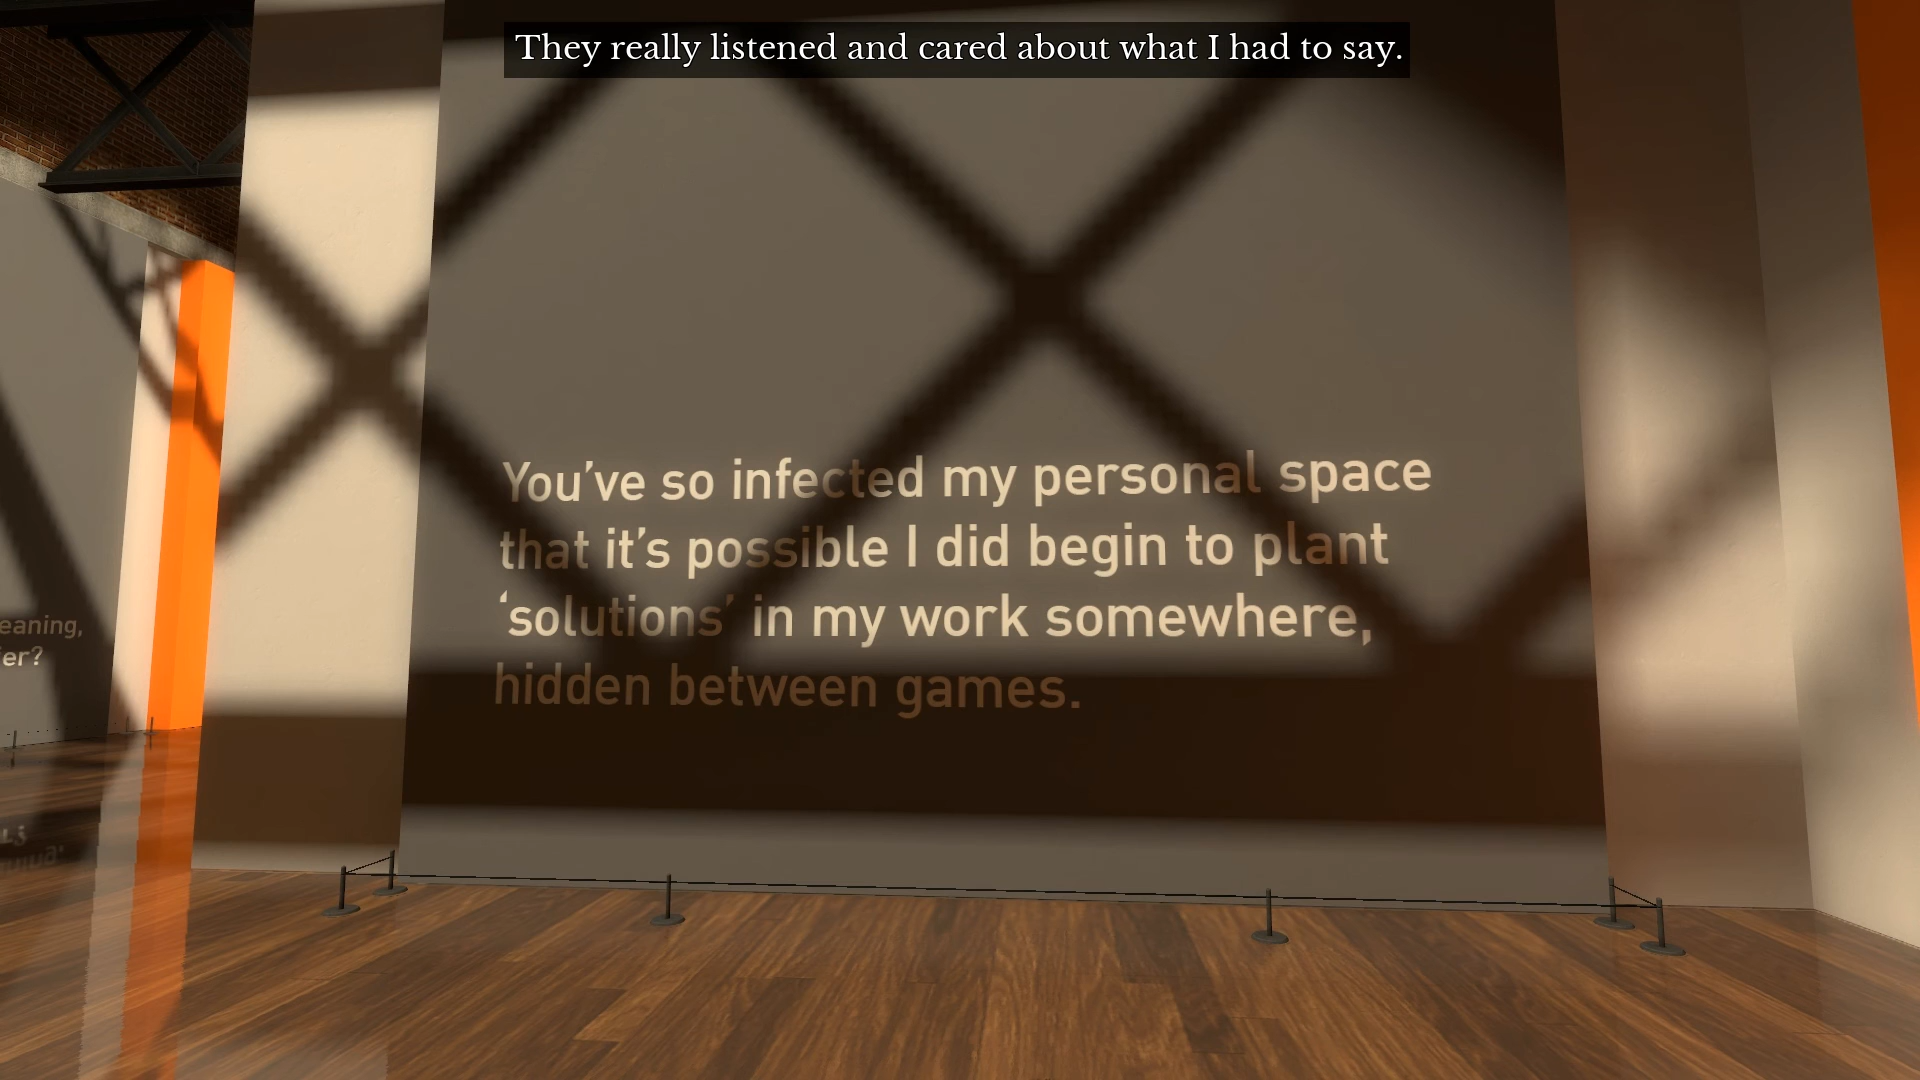 They really listened and cared about what I had to say.
You've so infected my personal space
that it's possible I did begin to plant
‘solutions’ in my work somewhere,
hidden between games.
eaning,
er?